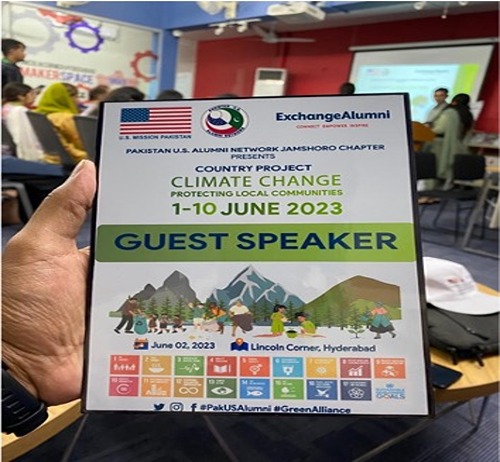 MAKERSPACE
U.S. MISSION PAKISTAN
ExchangeAlumni
CONNECT EMPOWER INSPIRE
PAKISTAN U.S. ALUMNI NETWORK JAMSHORO CHAPTER
PRESENTS
COUNTRY PROJECT
CLIMATE CHANGE
PROTECTING LOCAL COMMUNITIES
1-10 JUNE 2023
GUEST SPEAKER
June 02, 2023
Lincoln Corner, Hyderabad
GOALS
#PakUSAlumni #GreenAlliance